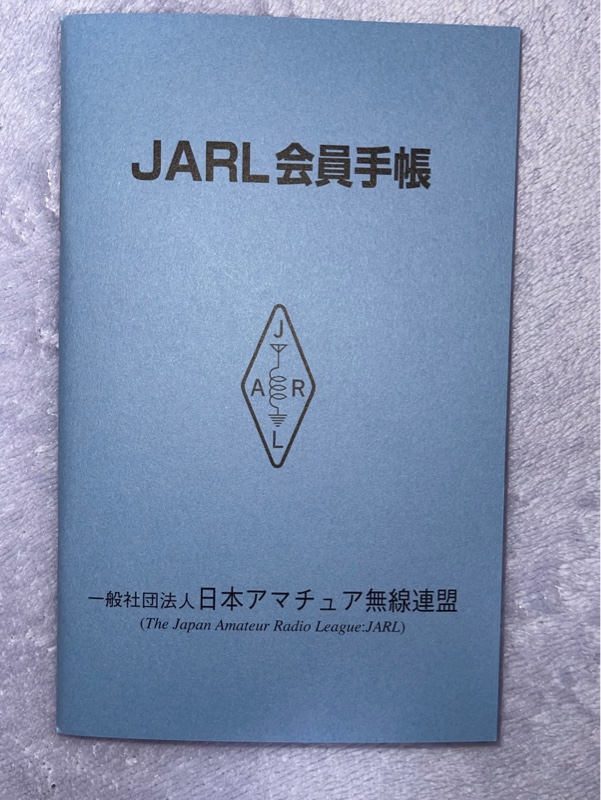 JARL会員手帳
J
A R
L
一般社団法人日本アマチュア無線連盟
(The Japan Amateur Radio League:JARL)